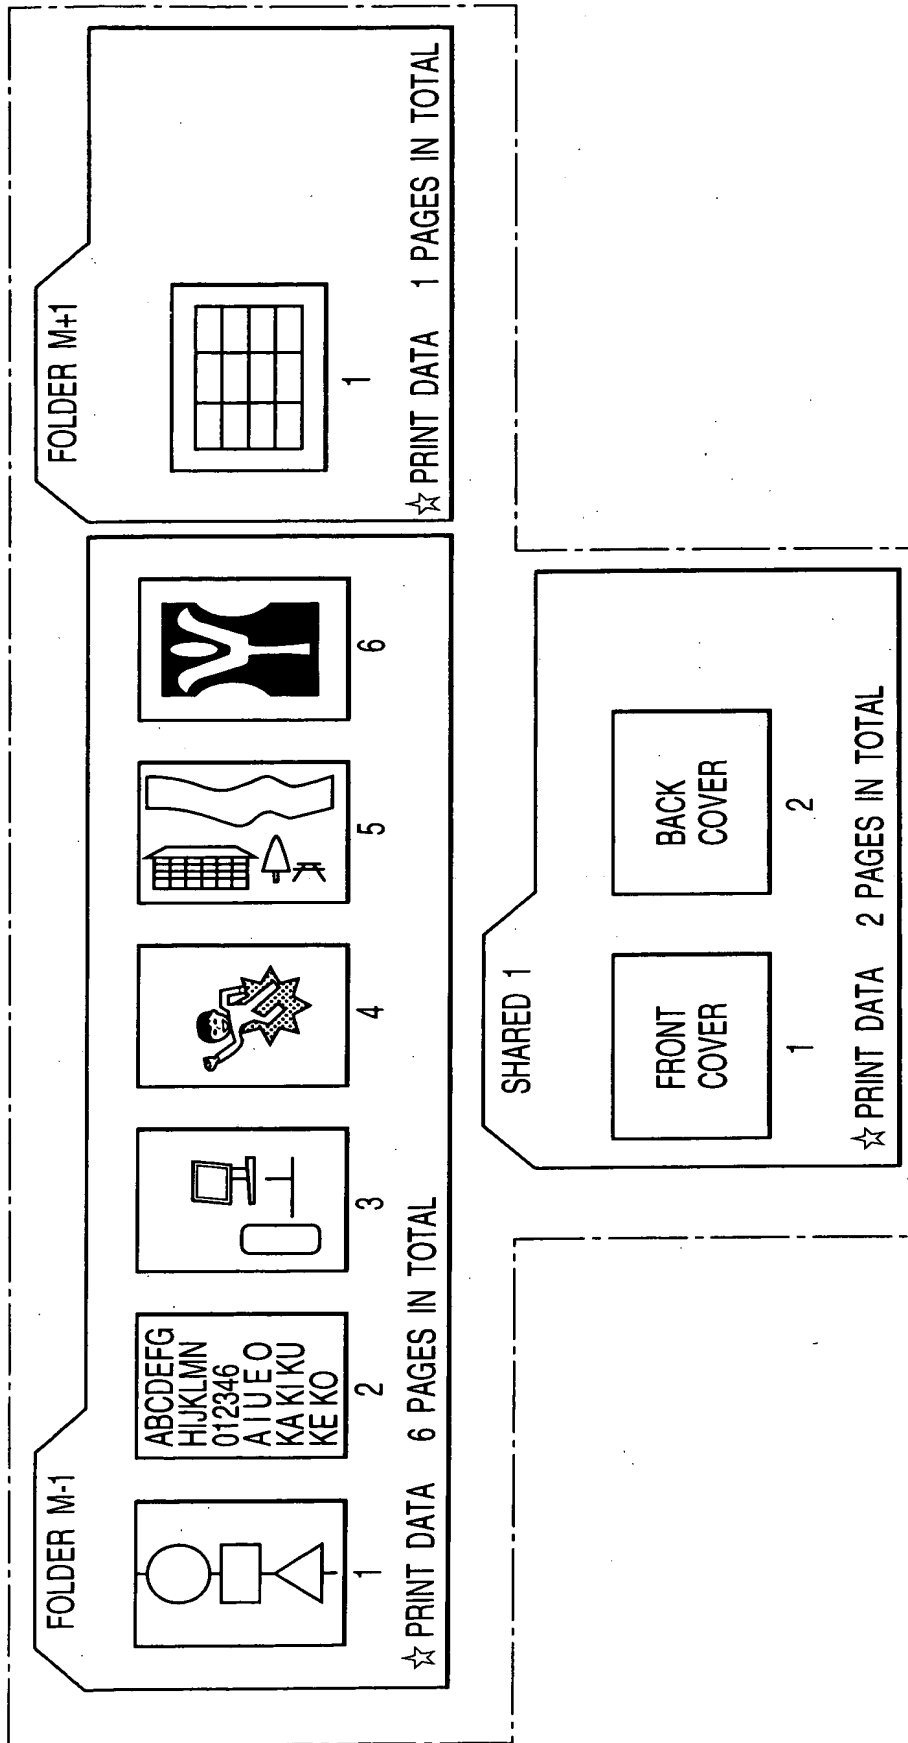 FOLDER M-1
1
ABCDEFG
HIJKLMN
012346
A I U E O
KA KI KU
KE KO
2
3
4
5
6
☆ PRINT DATA 6 PAGES IN TOTAL
FOLDER M+1
1
☆ PRINT DATA 1 PAGES IN TOTAL
SHARED 1
FRONT
COVER
1
BACK
COVER
2
☆ PRINT DATA 2 PAGES IN TOTAL